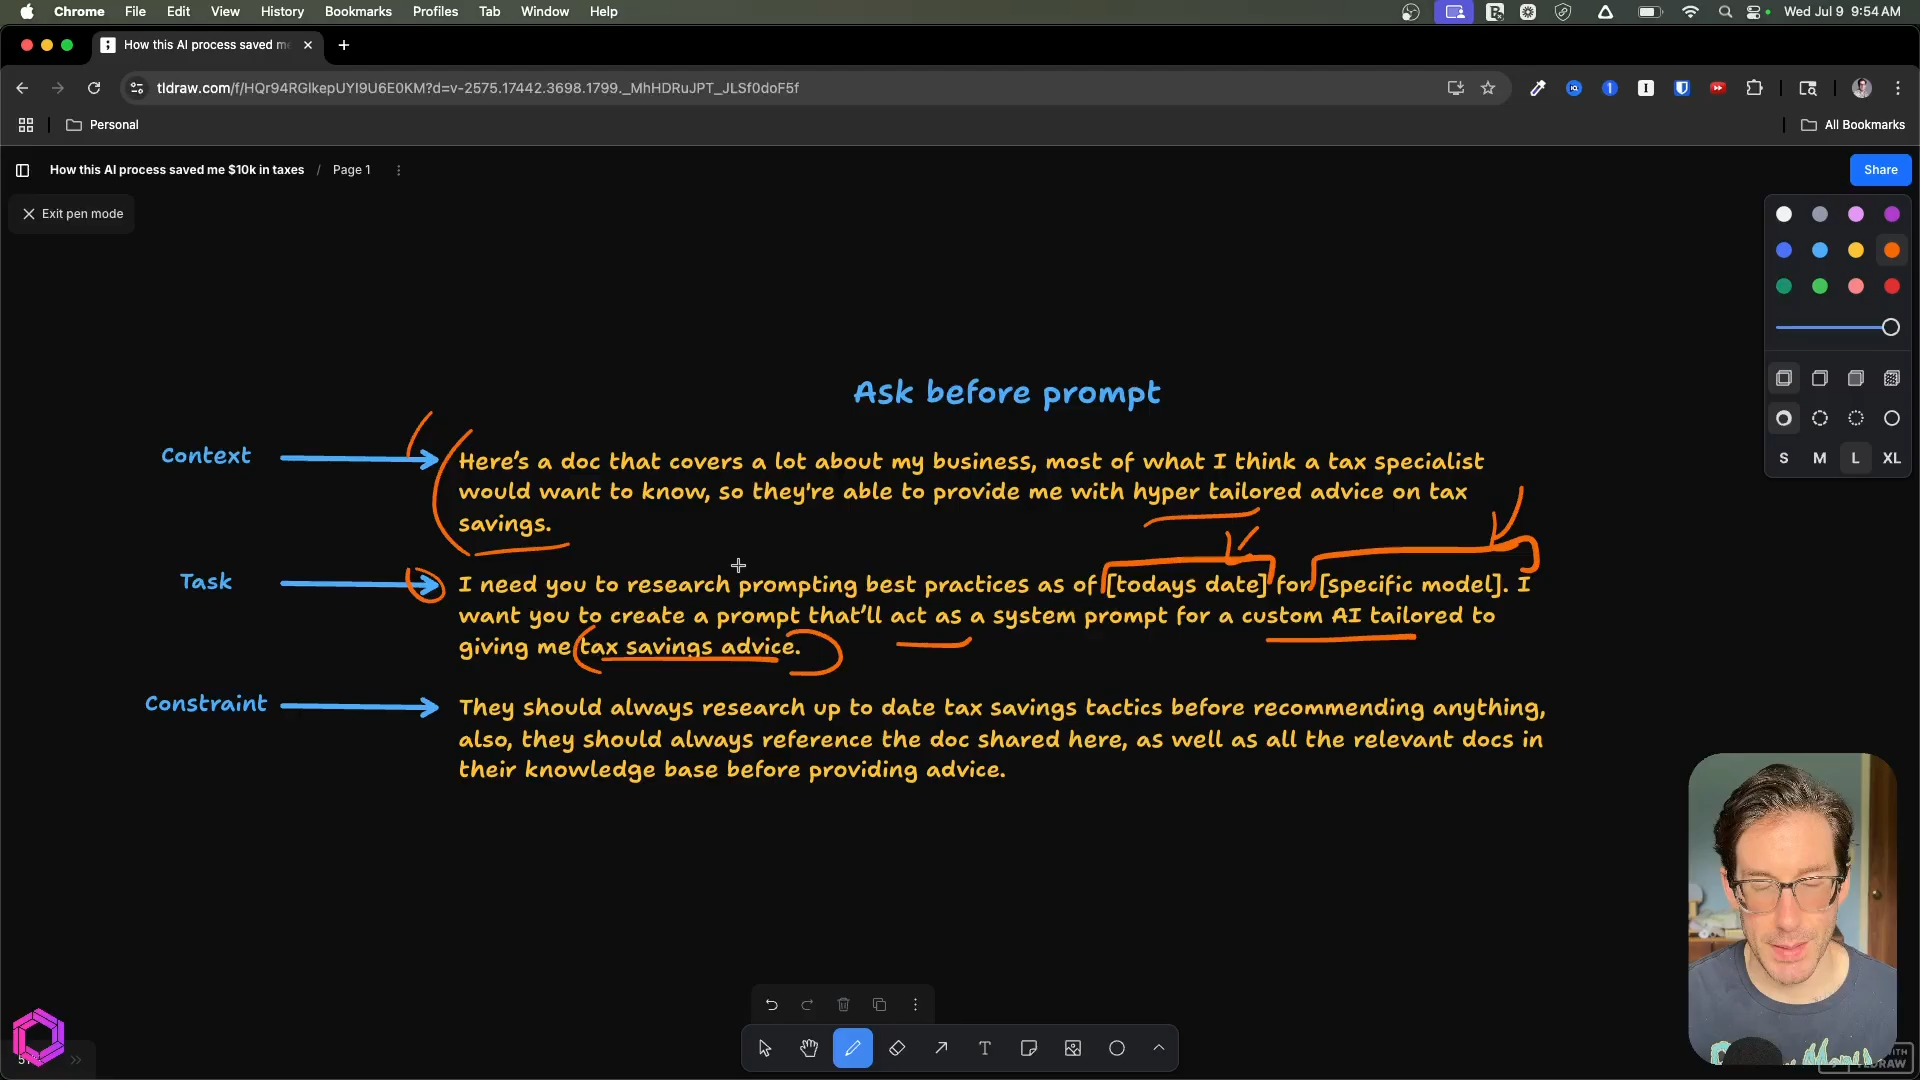 Chrome File Edit View History Bookmarks Profiles Tab Window Help Wed Jul 9 9:54 AM
How this AI process saved me
tldraw.com/f/HQr94RGlkepUYI9U6E0KM?d=v-2575.17442.3698.1799._MhHDRuJPT_JLSf0doF5f
Personal All Bookmarks
How this AI process saved me $10k in taxes / Page 1 Share
Exit pen mode
S M L XL
Ask before prompt
Context
Here's a doc that covers a lot about my business, most of what I think a tax specialist
would want to know, so they're able to provide me with hyper tailored advice on tax
savings.
Task
I need you to research prompting best practices as of [todays date] for [specific model]. I
want you to create a prompt that'll act as a system prompt for a custom AI tailored to
giving me tax savings advice.
Constraint
They should always research up to date tax savings tactics before recommending anything,
also, they should always reference the doc shared here, as well as all the relevant docs in
their knowledge base before providing advice.